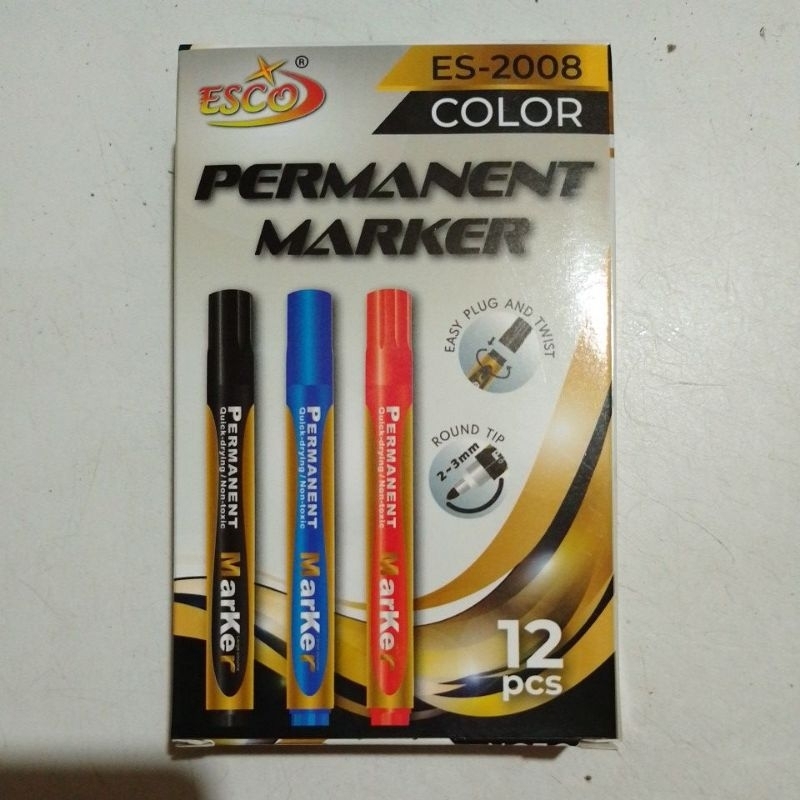 ESCO®
ES-2008
COLOR
PERMANENT
MARKER
EASY PLUG AND TWIST
ROUND TIP
2-3mm
PERMANENT
Quick-drying/Non-toxic
Marker
PERMANENT
Quick-drying/Non-toxic
Marker
PERMANENT
Quick-drying/Non-toxic
Marker
12
pcs